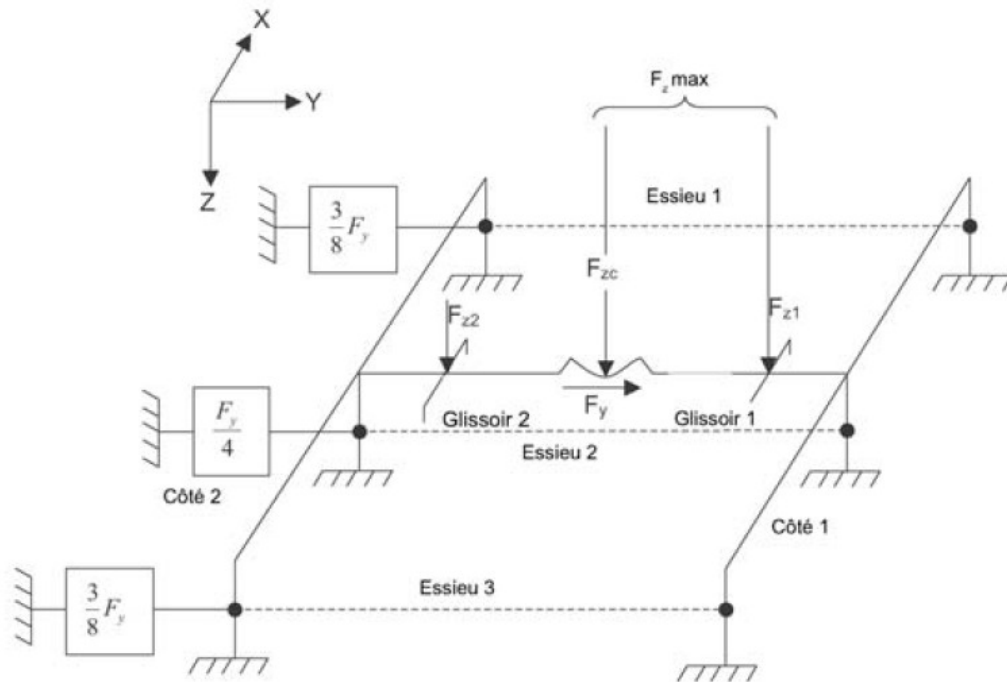 X
Y
Z
F_z max
3/8 F_y
Essieu 1
F_zc
F_z2
F_z1
F_y
Glissoir 2
Glissoir 1
F_y/4
Essieu 2
Côté 2
Côté 1
3/8 F_y
Essieu 3